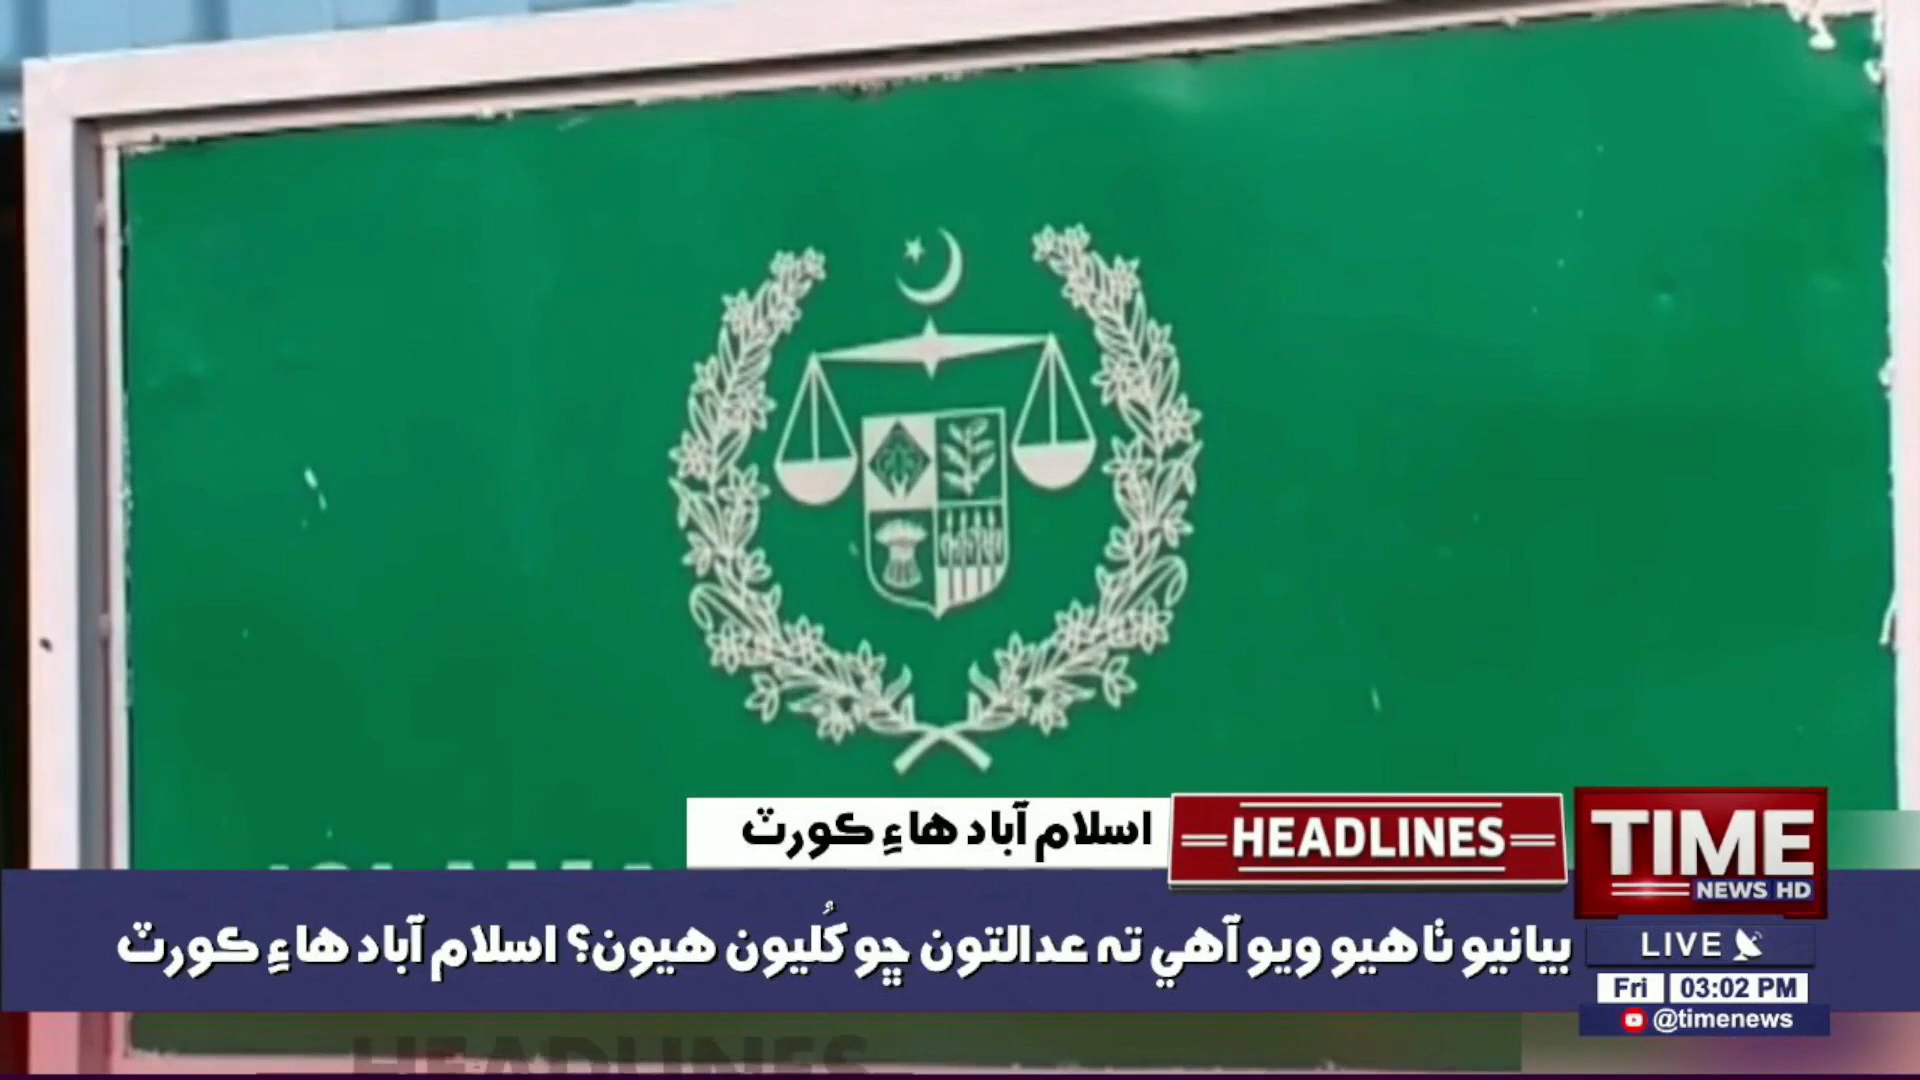 اسلام آباد هاءِ ڪورٽ
HEADLINES
TIME
NEWS HD
بيانيو ٺاهيو ويو آهي ته عدالتون ڇو کُليون هيون؟ اسلام آباد هاءِ ڪورٽ
LIVE
Fri 03:02 PM
@timenews
HEADLINES